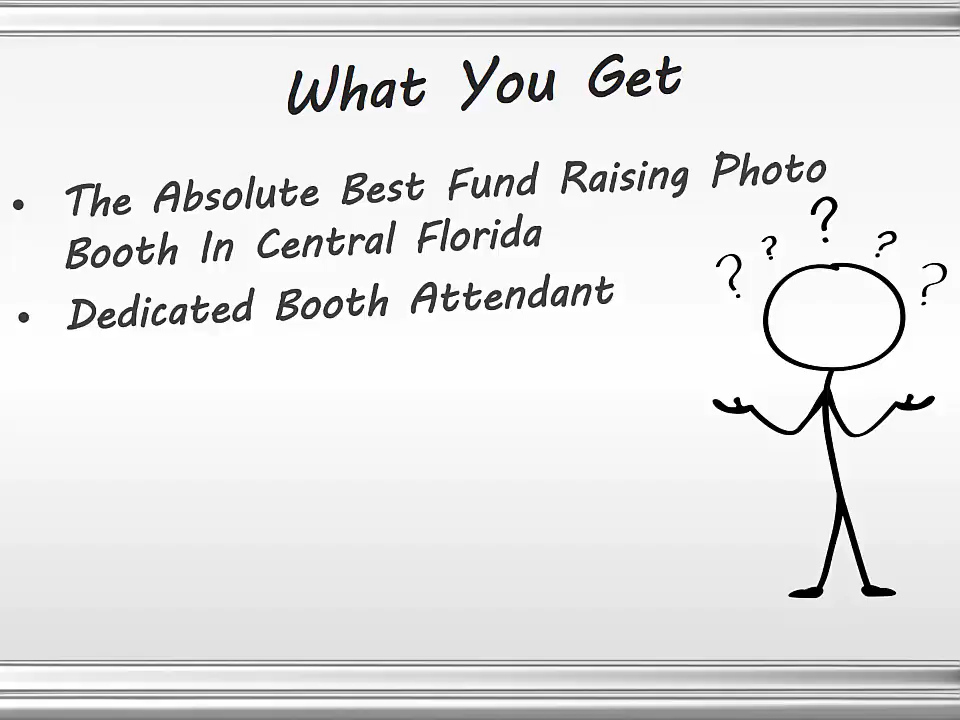 What You Get
• The Absolute Best Fund Raising Photo
Booth In Central Florida
• Dedicated Booth Attendant
? ? ? ? ?